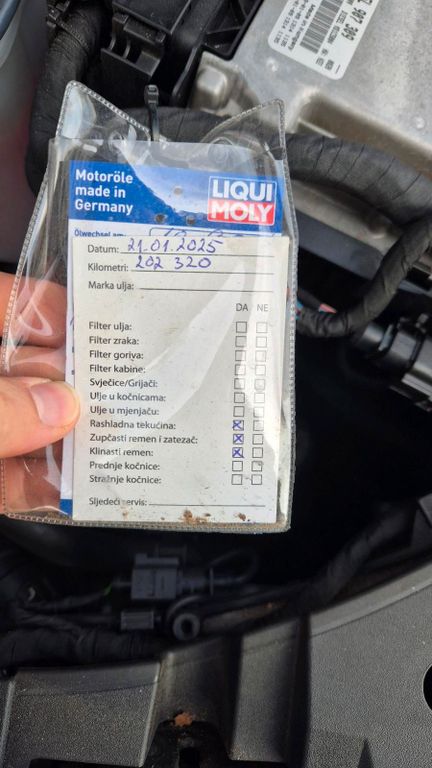 Motoröle
made in
Germany
LIQUI
MOLY
Ölwechsel am:
Datum: 21.01.2025
Kilometri: 202 320
Marka ulja:
DA NE
Filter ulja:
Filter zraka:
Filter goriva:
Filter kabine:
Svječice/Grijači:
Ulje u kočnicama:
Ulje u mjenjaču:
Rashladna tekućina:
Zupčasti remen i zatezač:
Klinasti remen:
Prednje kočnice:
Stražnje kočnice:
Sljedeći servis: